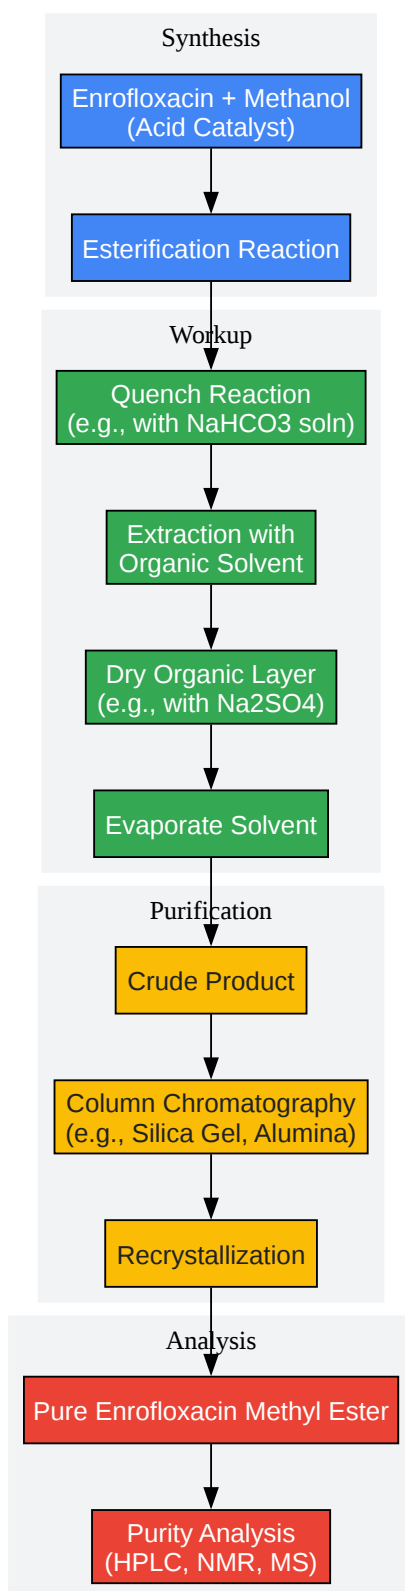 Synthesis
Enrofloxacin + Methanol
(Acid Catalyst)
Esterification Reaction
Workup
Quench Reaction
(e.g., with NaHCO3 soln)
Extraction with
Organic Solvent
Dry Organic Layer
(e.g., with Na2SO4)
Evaporate Solvent
Purification
Crude Product
Column Chromatography
(e.g., Silica Gel, Alumina)
Recrystallization
Analysis
Pure Enrofloxacin Methyl Ester
Purity Analysis
(HPLC, NMR, MS)